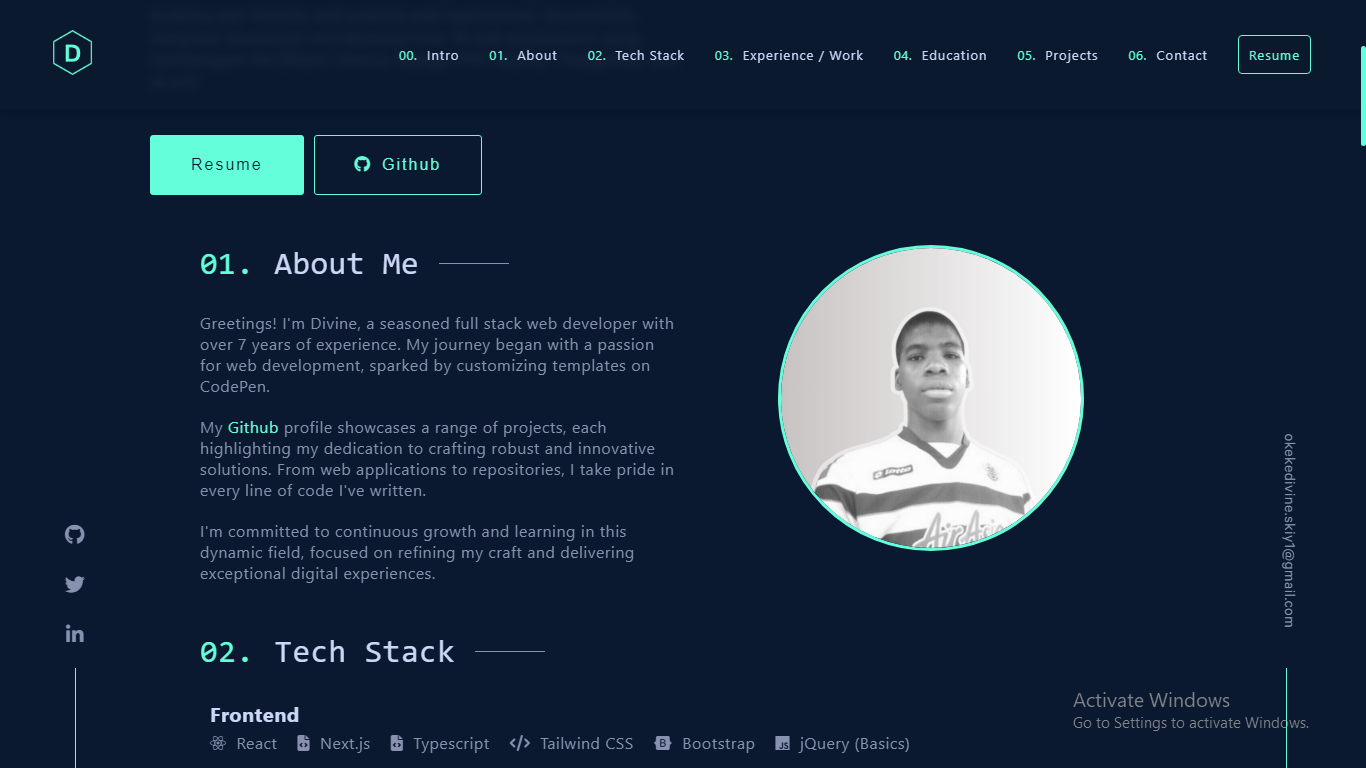 D
00. Intro 01. About 02. Tech Stack 03. Experience / Work 04. Education 05. Projects 06. Contact Resume
Resume Github
01. About Me
Greetings! I'm Divine, a seasoned full stack web developer with
over 7 years of experience. My journey began with a passion
for web development, sparked by customizing templates on
CodePen.
My Github profile showcases a range of projects, each
highlighting my dedication to crafting robust and innovative
solutions. From web applications to repositories, I take pride in
every line of code I've written.
I'm committed to continuous growth and learning in this
dynamic field, focused on refining my craft and delivering
exceptional digital experiences.
lotto
AirAsia
okekedivine.skiy1@gmail.com
02. Tech Stack
Frontend
React Next.js Typescript Tailwind CSS Bootstrap jQuery (Basics)
Activate Windows
Go to Settings to activate Windows.